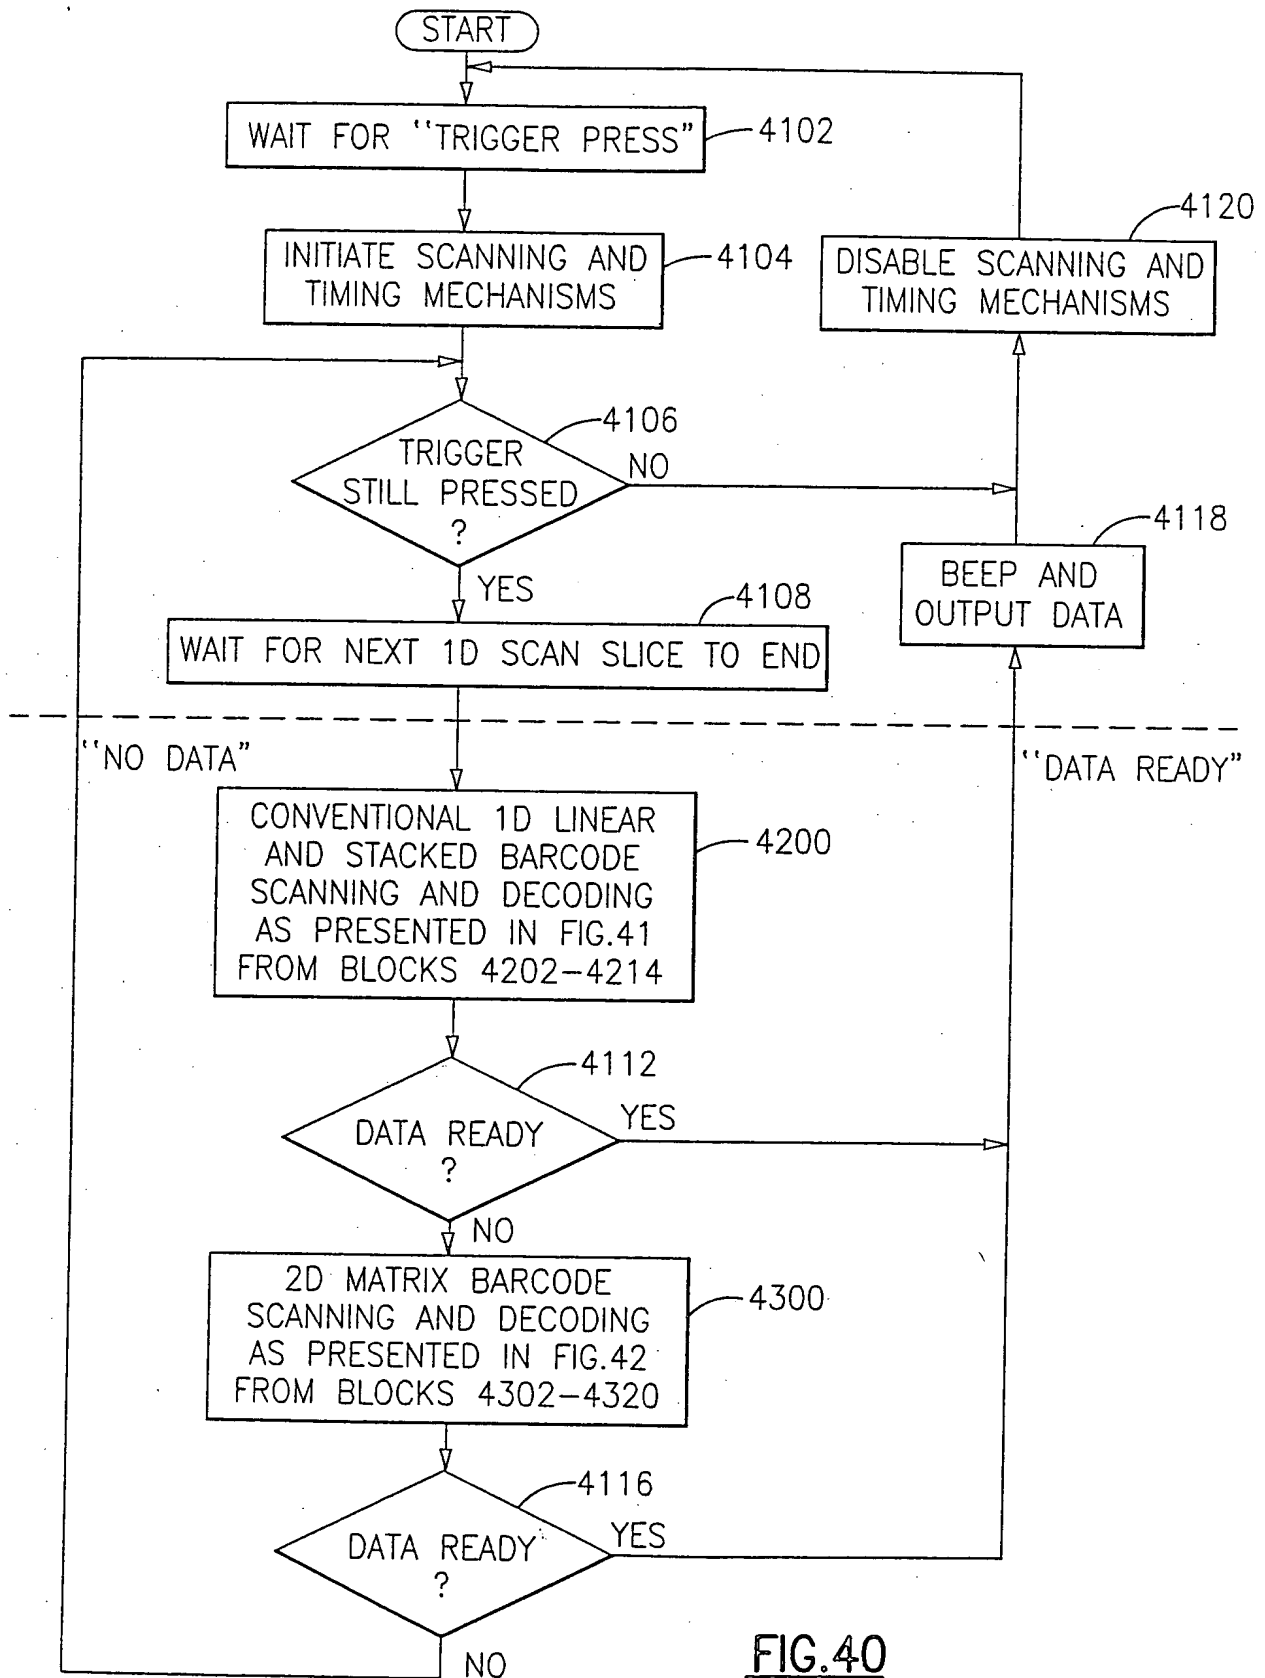 START
WAIT FOR "TRIGGER PRESS"
4102
INITIATE SCANNING AND
TIMING MECHANISMS
4104
DISABLE SCANNING AND
TIMING MECHANISMS
4120
TRIGGER
STILL PRESSED
?
4106
NO
YES
BEEP AND
OUTPUT DATA
4118
WAIT FOR NEXT 1D SCAN SLICE TO END
4108
"NO DATA"
"DATA READY"
CONVENTIONAL 1D LINEAR
AND STACKED BARCODE
SCANNING AND DECODING
AS PRESENTED IN FIG.41
FROM BLOCKS 4202-4214
4200
DATA READY
?
4112
YES
NO
2D MATRIX BARCODE
SCANNING AND DECODING
AS PRESENTED IN FIG.42
FROM BLOCKS 4302-4320
4300
DATA READY
?
4116
YES
NO
FIG.40